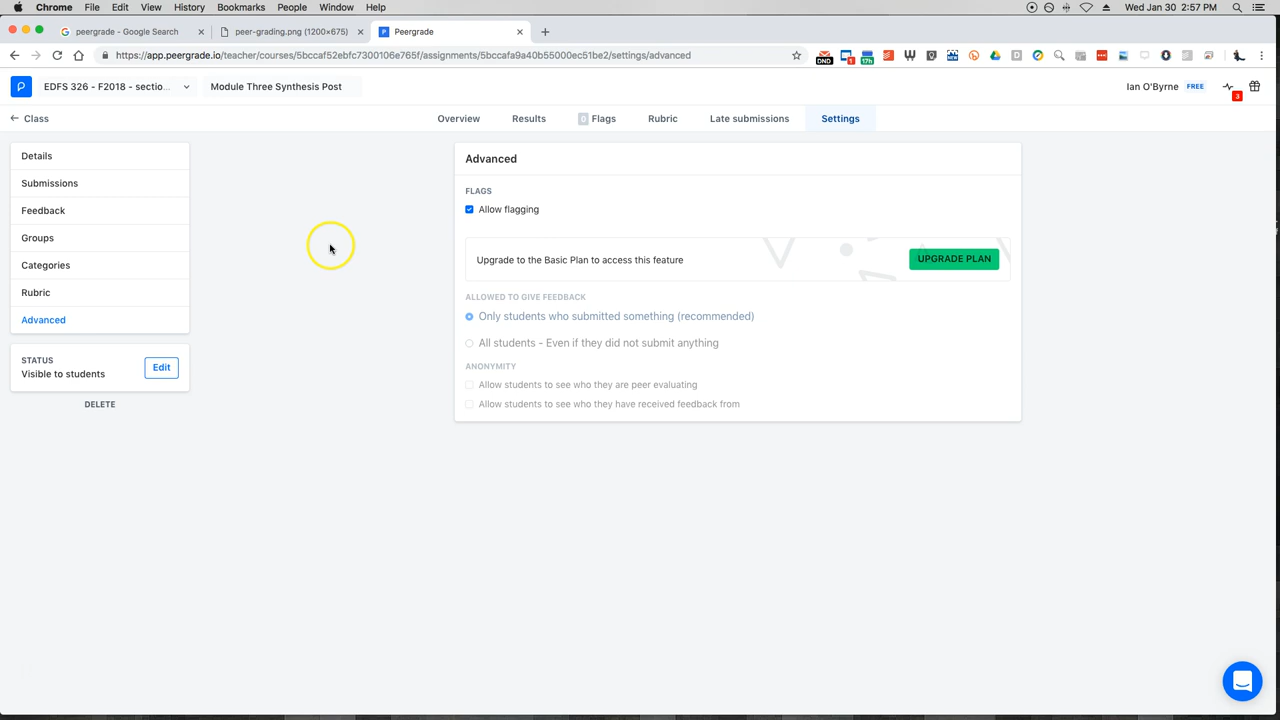 Chrome File Edit View History Bookmarks People Window Help Wed Jan 30 2:57 PM
peergrade - Google Search peer-grading.png (1200×675) Peergrade
https://app.peergrade.io/teacher/courses/5bccaf52ebfc7300106e765f/assignments/5bccafa9a40b55000ec51be2/settings/advanced
DND 1 17h NEW
EDFS 326 - F2018 - sectio... Module Three Synthesis Post Ian O'Byrne FREE 3
Class Overview Results 0 Flags Rubric Late submissions Settings
Details
Submissions
Feedback
Groups
Categories
Rubric
Advanced
STATUS
Visible to students
Edit
DELETE
Advanced
FLAGS
Allow flagging
Upgrade to the Basic Plan to access this feature UPGRADE PLAN
ALLOWED TO GIVE FEEDBACK
Only students who submitted something (recommended)
All students - Even if they did not submit anything
ANONYMITY
Allow students to see who they are peer evaluating
Allow students to see who they have received feedback from